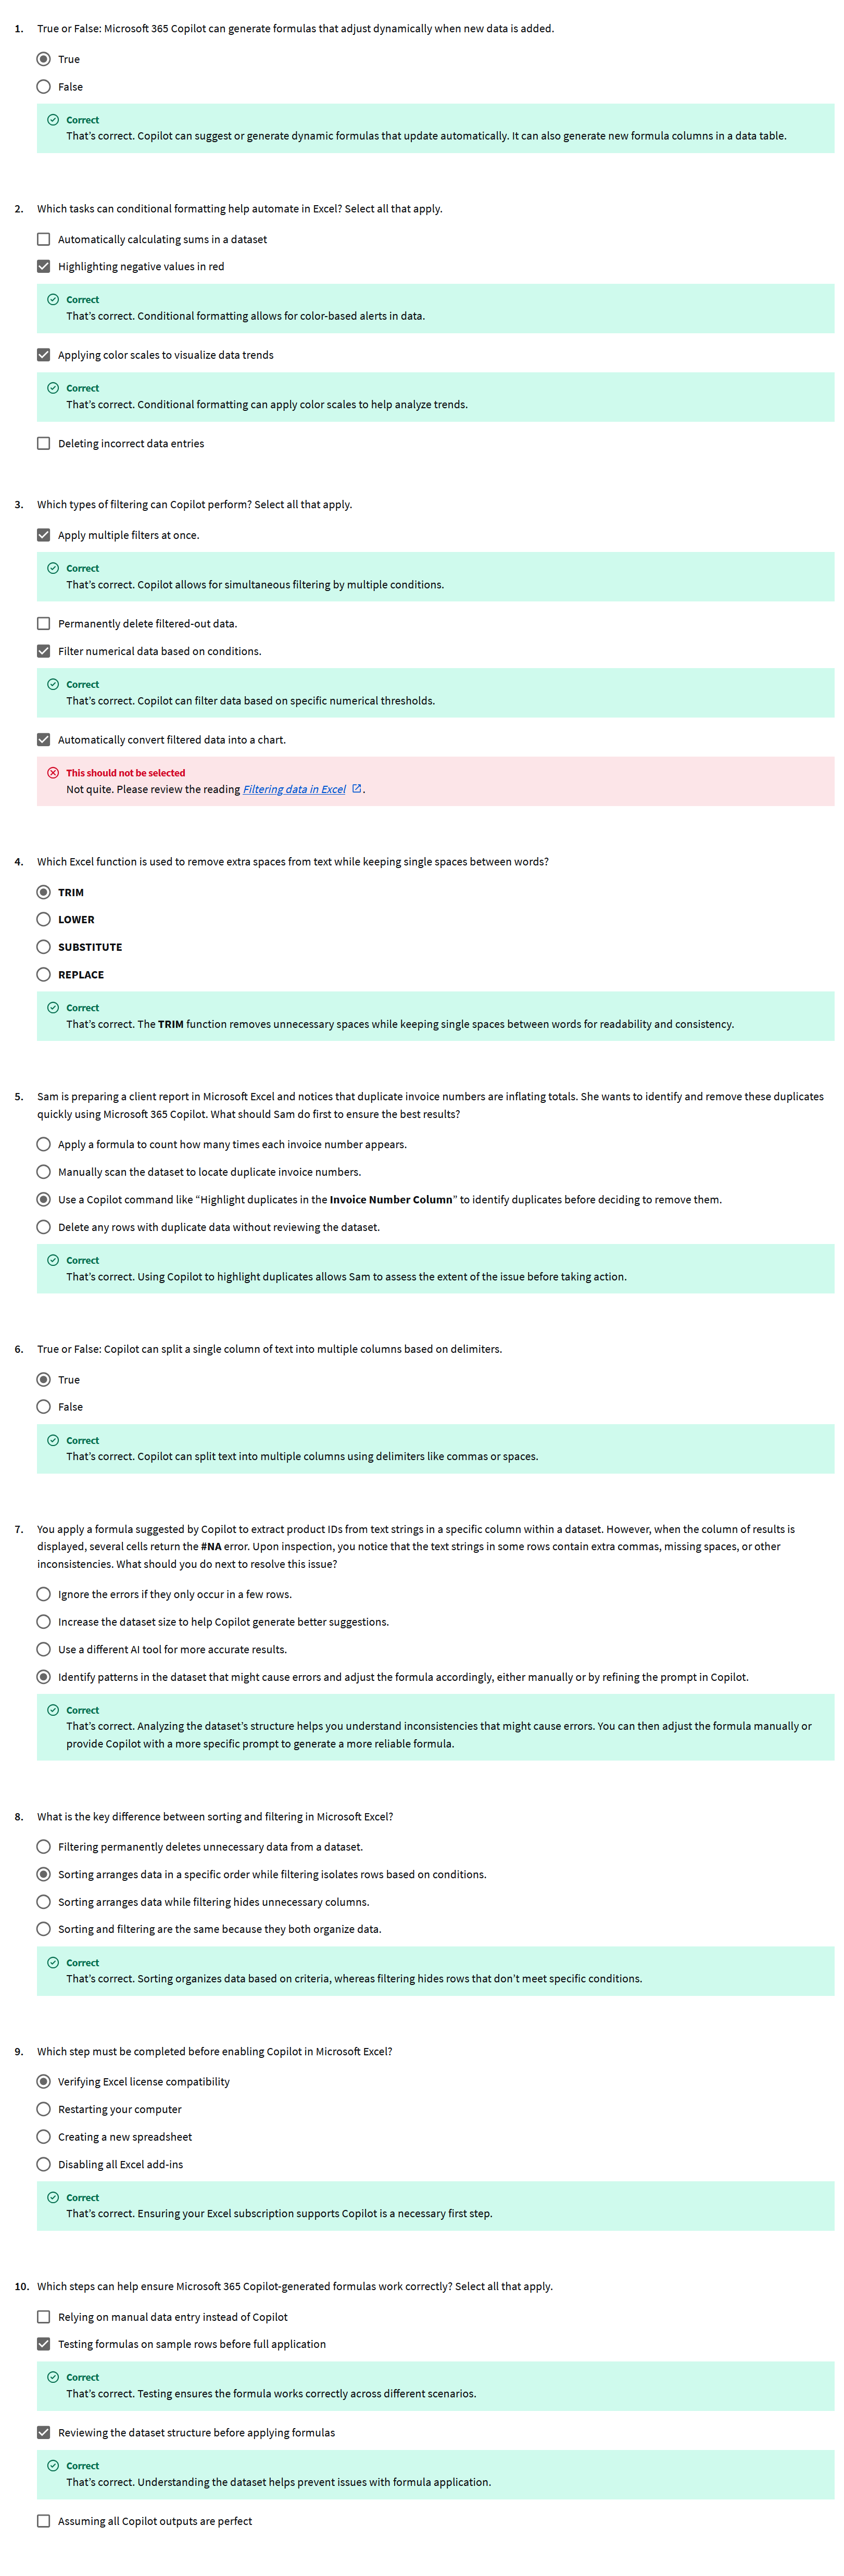 1. True or False: Microsoft 365 Copilot can generate formulas that adjust dynamically when new data is added.
True
False
Correct
That's correct. Copilot can suggest or generate dynamic formulas that update automatically. It can also generate new formula columns in a data table.
2. Which tasks can conditional formatting help automate in Excel? Select all that apply.
Automatically calculating sums in a dataset
Highlighting negative values in red
Correct
That's correct. Conditional formatting allows for color-based alerts in data.
Applying color scales to visualize data trends
Correct
That's correct. Conditional formatting can apply color scales to help analyze trends.
Deleting incorrect data entries
3. Which types of filtering can Copilot perform? Select all that apply.
Apply multiple filters at once.
Correct
That's correct. Copilot allows for simultaneous filtering by multiple conditions.
Permanently delete filtered-out data.
Filter numerical data based on conditions.
Correct
That's correct. Copilot can filter data based on specific numerical thresholds.
Automatically convert filtered data into a chart.
This should not be selected
Not quite. Please review the reading Filtering data in Excel .
4. Which Excel function is used to remove extra spaces from text while keeping single spaces between words?
TRIM
LOWER
SUBSTITUTE
REPLACE
Correct
That's correct. The TRIM function removes unnecessary spaces while keeping single spaces between words for readability and consistency.
5. Sam is preparing a client report in Microsoft Excel and notices that duplicate invoice numbers are inflating totals. She wants to identify and remove these duplicates
quickly using Microsoft 365 Copilot. What should Sam do first to ensure the best results?
Apply a formula to count how many times each invoice number appears.
Manually scan the dataset to locate duplicate invoice numbers.
Use a Copilot command like “Highlight duplicates in the Invoice Number Column” to identify duplicates before deciding to remove them.
Delete any rows with duplicate data without reviewing the dataset.
Correct
That's correct. Using Copilot to highlight duplicates allows Sam to assess the extent of the issue before taking action.
6. True or False: Copilot can split a single column of text into multiple columns based on delimiters.
True
False
Correct
That's correct. Copilot can split text into multiple columns using delimiters like commas or spaces.
7. You apply a formula suggested by Copilot to extract product IDs from text strings in a specific column within a dataset. However, when the column of results is
displayed, several cells return the #NA error. Upon inspection, you notice that the text strings in some rows contain extra commas, missing spaces, or other
inconsistencies. What should you do next to resolve this issue?
Ignore the errors if they only occur in a few rows.
Increase the dataset size to help Copilot generate better suggestions.
Use a different AI tool for more accurate results.
Identify patterns in the dataset that might cause errors and adjust the formula accordingly, either manually or by refining the prompt in Copilot.
Correct
That's correct. Analyzing the dataset's structure helps you understand inconsistencies that might cause errors. You can then adjust the formula manually or
provide Copilot with a more specific prompt to generate a more reliable formula.
8. What is the key difference between sorting and filtering in Microsoft Excel?
Filtering permanently deletes unnecessary data from a dataset.
Sorting arranges data in a specific order while filtering isolates rows based on conditions.
Sorting arranges data while filtering hides unnecessary columns.
Sorting and filtering are the same because they both organize data.
Correct
That's correct. Sorting organizes data based on criteria, whereas filtering hides rows that don't meet specific conditions.
9. Which step must be completed before enabling Copilot in Microsoft Excel?
Verifying Excel license compatibility
Restarting your computer
Creating a new spreadsheet
Disabling all Excel add-ins
Correct
That's correct. Ensuring your Excel subscription supports Copilot is a necessary first step.
10. Which steps can help ensure Microsoft 365 Copilot-generated formulas work correctly? Select all that apply.
Relying on manual data entry instead of Copilot
Testing formulas on sample rows before full application
Correct
That's correct. Testing ensures the formula works correctly across different scenarios.
Reviewing the dataset structure before applying formulas
Correct
That's correct. Understanding the dataset helps prevent issues with formula application.
Assuming all Copilot outputs are perfect